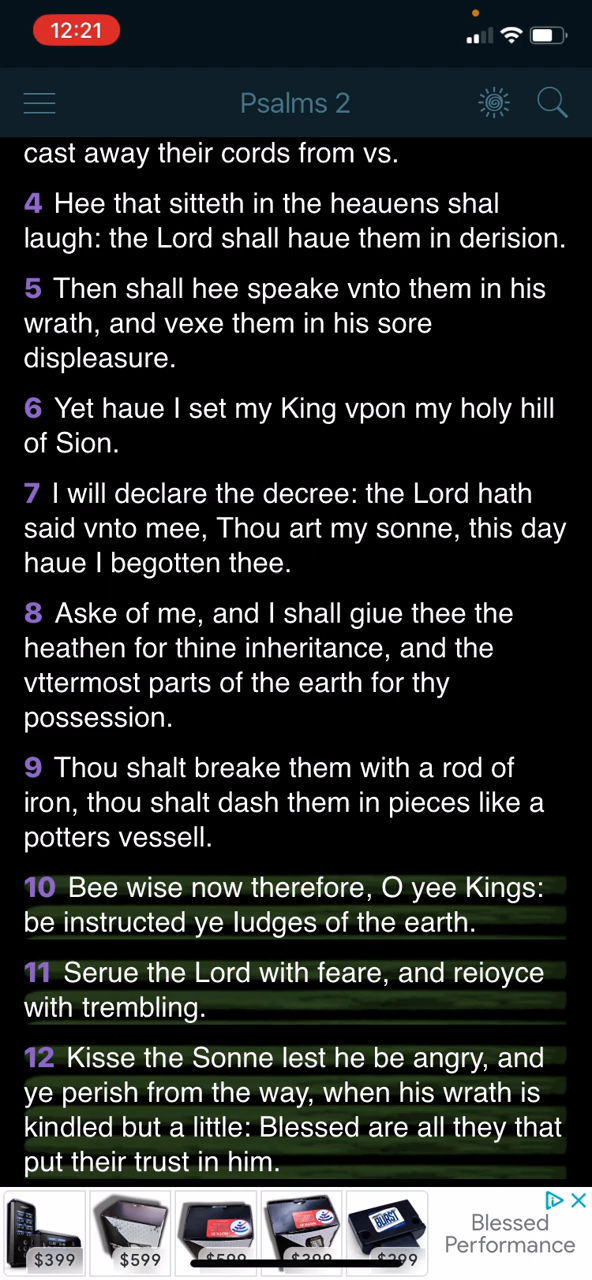 12:21
Psalms 2
cast away their cords from vs.
4 Hee that sitteth in the heauens shal
laugh: the Lord shall haue them in derision.
5 Then shall hee speake vnto them in his
wrath, and vexe them in his sore
displeasure.
6 Yet haue I set my King vpon my holy hill
of Sion.
7 I will declare the decree: the Lord hath
said vnto mee, Thou art my sonne, this day
haue I begotten thee.
8 Aske of me, and I shall giue thee the
heathen for thine inheritance, and the
vttermost parts of the earth for thy
possession.
9 Thou shalt breake them with a rod of
iron, thou shalt dash them in pieces like a
potters vessell.
10 Bee wise now therefore, O yee Kings:
be instructed ye Iudges of the earth.
11 Serue the Lord with feare, and reioyce
with trembling.
12 Kisse the Sonne lest he be angry, and
ye perish from the way, when his wrath is
kindled but a little: Blessed are all they that
put their trust in him.
Blessed
Performance
$399 $599 $599 $399 $299